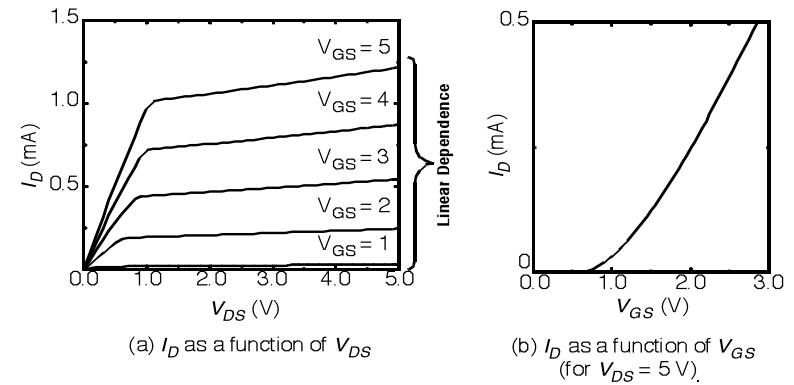 1.5
1.0
0.5
0.0
1.0
2.0
3.0
4.0
5.0
I_D (mA)
V_DS (V)
V_GS = 5
V_GS = 4
V_GS = 3
V_GS = 2
V_GS = 1
Linear Dependence
(a) I_D as a function of V_DS
0.5
0
0.0
1.0
2.0
3.0
I_D (mA)
V_GS (V)
(b) I_D as a function of V_GS
(for V_DS = 5 V).